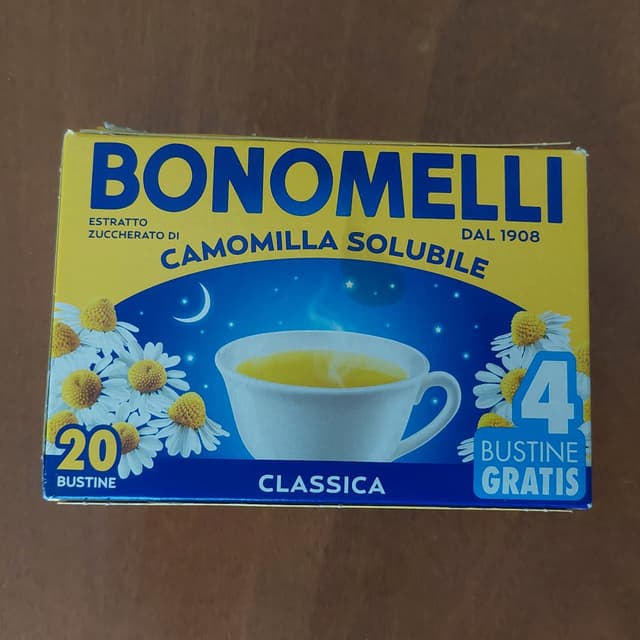 BONOMELLI
DAL 1908
ESTRATTO
ZUCCHERATO DI
CAMOMILLA SOLUBILE
4
BUSTINE
GRATIS
20
BUSTINE
CLASSICA